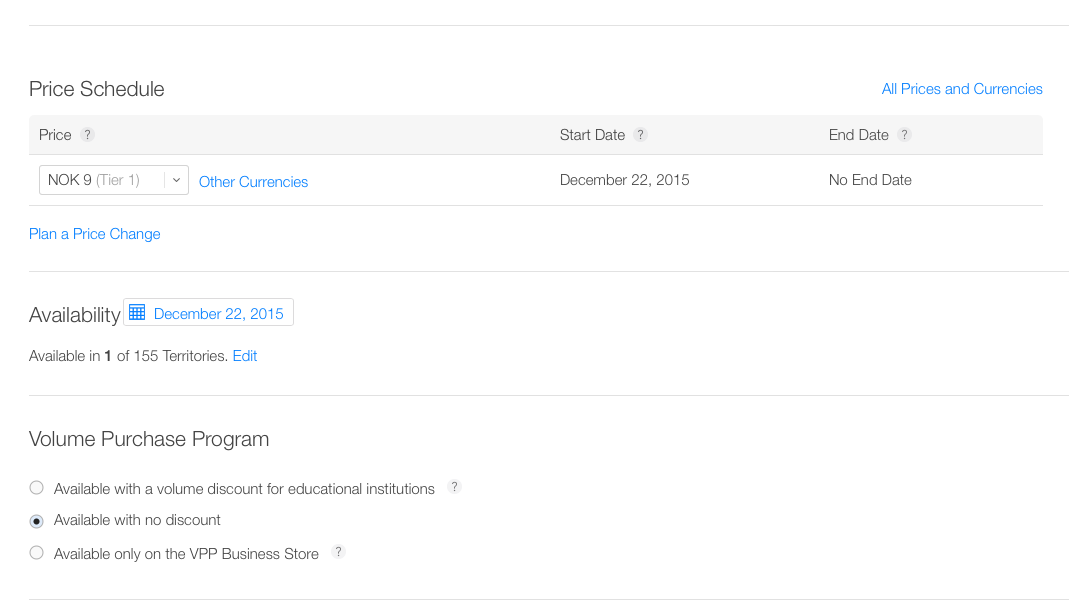 Price Schedule
All Prices and Currencies
Price ? Start Date ? End Date ?
NOK 9 (Tier 1) Other Currencies December 22, 2015 No End Date
Plan a Price Change
Availability December 22, 2015
Available in 1 of 155 Territories. Edit
Volume Purchase Program
Available with a volume discount for educational institutions ?
Available with no discount
Available only on the VPP Business Store ?